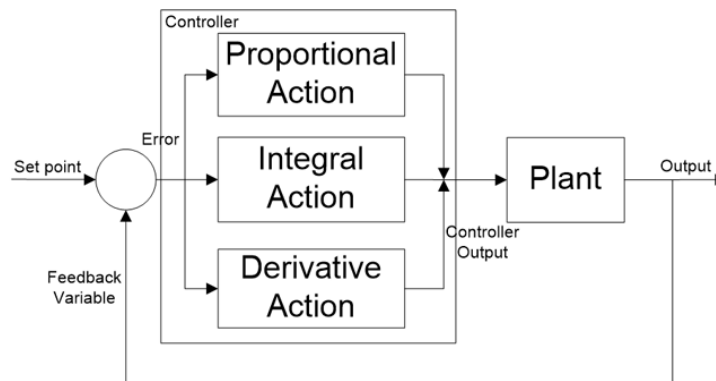 Controller
Proportional
Action
Error
Set point
Integral
Action
Plant
Output
Controller
Output
Feedback
Variable
Derivative
Action